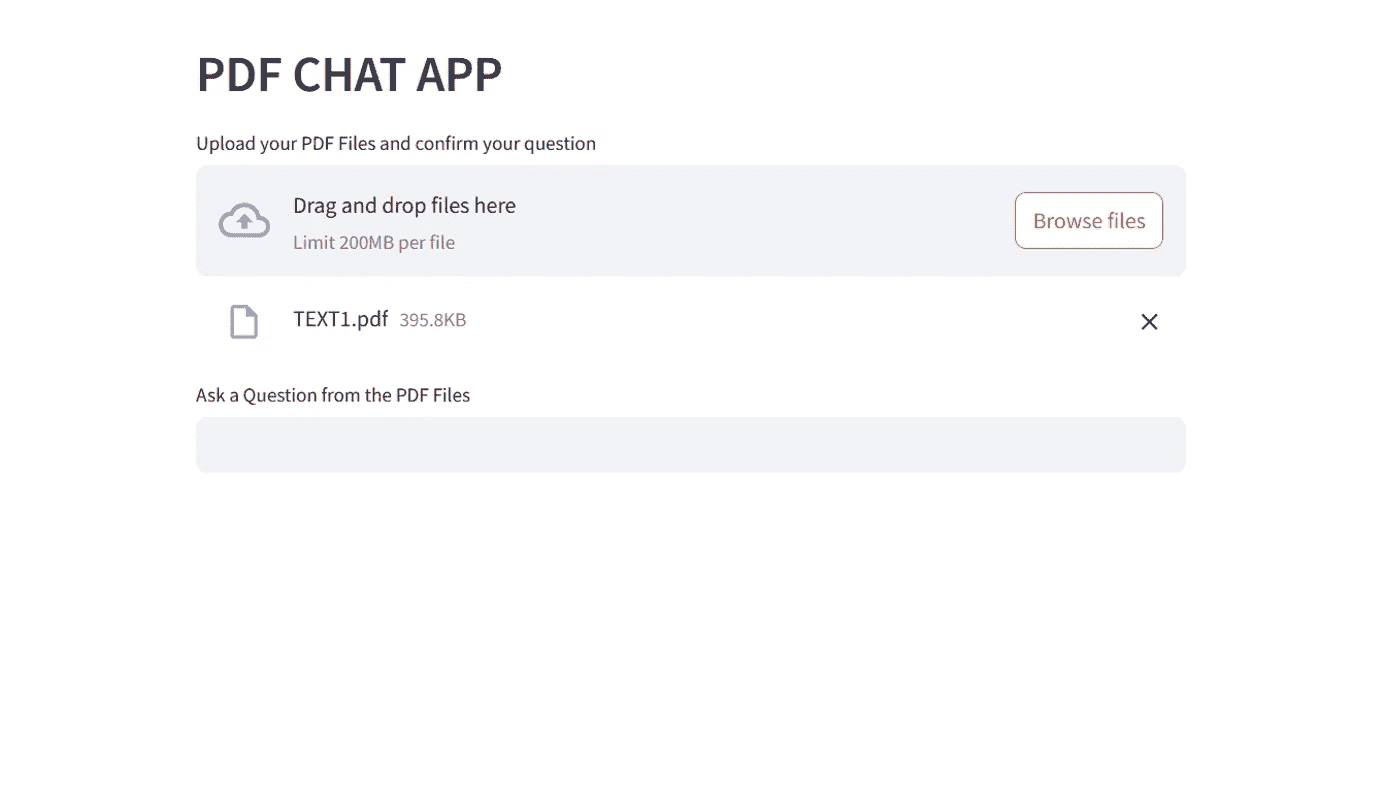 PDF CHAT APP
Upload your PDF Files and confirm your question
Drag and drop files here
Limit 200MB per file
Browse files
TEXT1.pdf 395.8KB
Ask a Question from the PDF Files